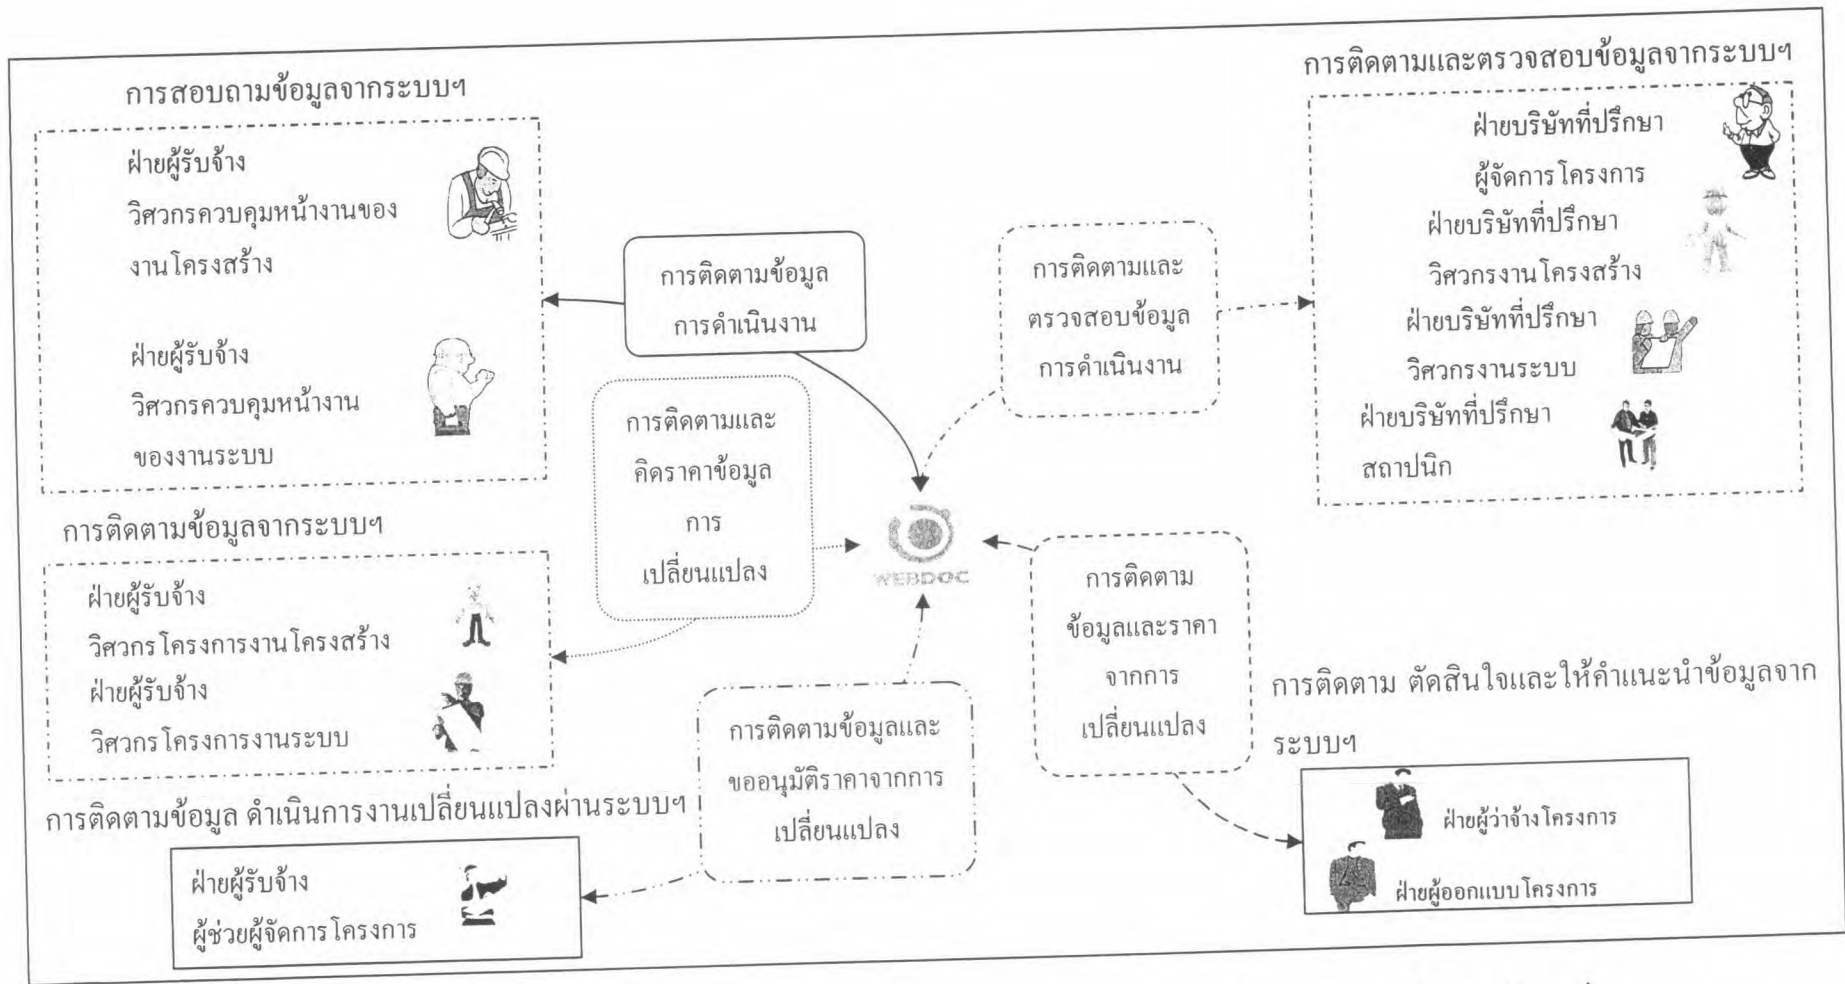 การสอบถามข้อมูลจากระบบฯ
ฝ่ายผู้รับจ้าง
วิศวกรควบคุมหน้างานของ
งานโครงสร้าง
ฝ่ายผู้รับจ้าง
วิศวกรควบคุมหน้างาน
ของงานระบบ
การติดตามข้อมูลจากระบบฯ
ฝ่ายผู้รับจ้าง
วิศวกรโครงการงานโครงสร้าง
ฝ่ายผู้รับจ้าง
วิศวกรโครงการงานระบบ
การติดตามข้อมูล ดำเนินการงานเปลี่ยนแปลงผ่านระบบฯ
ฝ่ายผู้รับจ้าง
ผู้ช่วยผู้จัดการโครงการ
การติดตามข้อมูล
การดำเนินงาน
การติดตามและ
คิดราคาข้อมูล
การ
เปลี่ยนแปลง
การติดตามข้อมูลและ
ขออนุมัติราคาจากการ
เปลี่ยนแปลง
WEBDOC
การติดตามและ
ตรวจสอบข้อมูล
การดำเนินงาน
การติดตาม
ข้อมูลและราคา
จากการ
เปลี่ยนแปลง
การติดตามและตรวจสอบข้อมูลจากระบบฯ
ฝ่ายบริษัทที่ปรึกษา
ผู้จัดการโครงการ
ฝ่ายบริษัทที่ปรึกษา
วิศวกรงานโครงสร้าง
ฝ่ายบริษัทที่ปรึกษา
วิศวกรงานระบบ
ฝ่ายบริษัทที่ปรึกษา
สถาปนิก
การติดตาม ตัดสินใจและให้คำแนะนำข้อมูลจาก
ระบบฯ
ฝ่ายผู้ว่าจ้างโครงการ
ฝ่ายผู้ออกแบบโครงการ